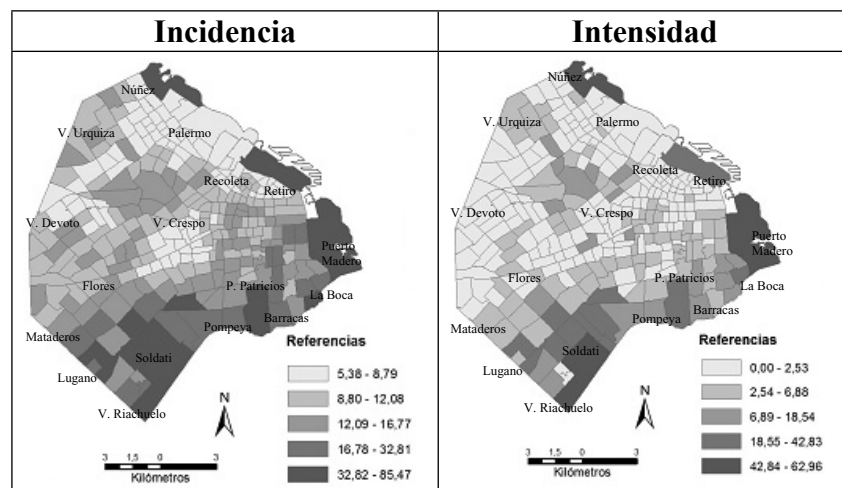 Incidencia
Núñez
V. Urquiza
Palermo
Recoleta
Retiro
V. Devoto
V. Crespo
Puerto
Madero
Flores
P. Patricios
La Boca
Mataderos
Pompeya
Barracas
Soldati
Lugano
V. Riachuelo
N
Referencias
5,38 - 8,79
8,80 - 12,08
12,09 - 16,77
16,78 - 32,81
32,82 - 85,47
3 1,5 0 3
Kilómetros
Intensidad
Núñez
V. Urquiza
Palermo
Recoleta
Retiro
V. Devoto
V. Crespo
Puerto
Madero
Flores
P. Patricios
La Boca
Mataderos
Pompeya
Barracas
Soldati
Lugano
V. Riachuelo
N
Referencias
0,00 - 2,53
2,54 - 6,88
6,89 - 18,54
18,55 - 42,83
42,84 - 62,96
3 1,5 0 3
Kilómetros